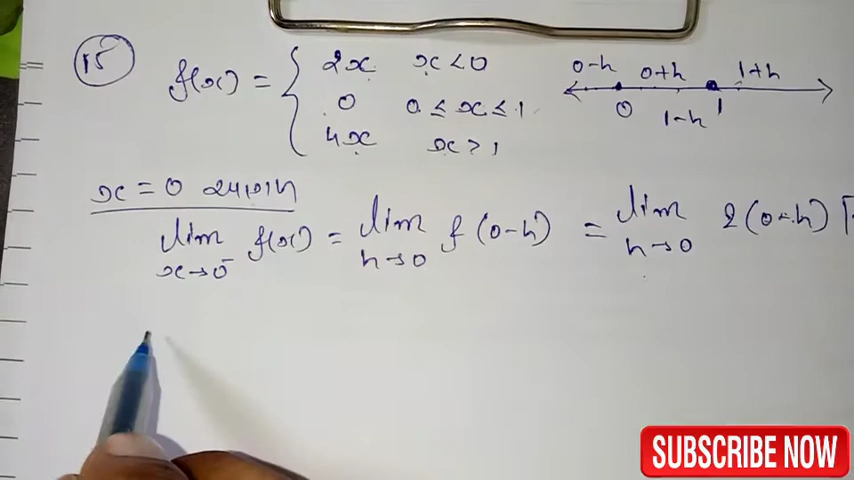 15
f(x) = { 2x x < 0
0 0 ≤ x ≤ 1
4x x > 1
0-h 0+h 1+h
0 1-h 1
x = 0
lim x→0⁻ f(x) = lim h→0 f(0-h) = lim h→0 2(0-h) [
SUBSCRIBE NOW